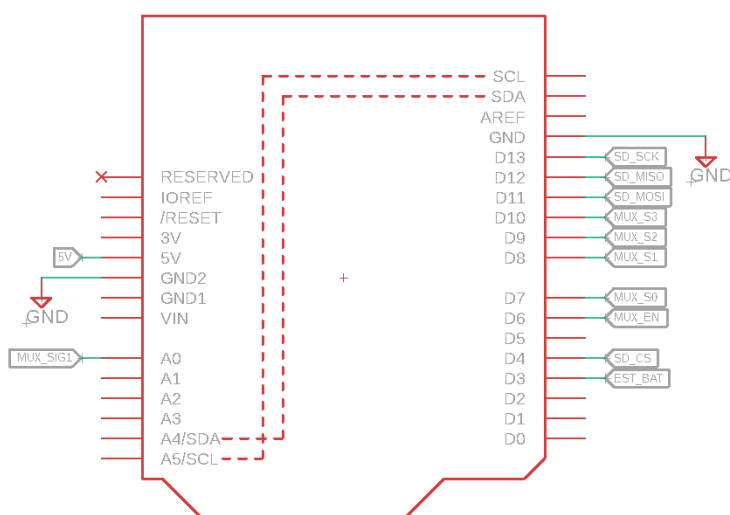 SCL
SDA
AREF
GND
D13 SD_SCK
GND
RESERVED D12 SD_MISO
IOREF D11 SD_MOSI
/RESET D10 MUX_S3
3V D9 MUX_S2
5V 5V D8 MUX_S1
GND2
GND1 D7 MUX_S0
GND VIN D6 MUX_EN
D5
MUX_SIG1 A0 D4 SD_CS
A1 D3 EST_BAT
A2 D2
A3 D1
A4/SDA D0
A5/SCL